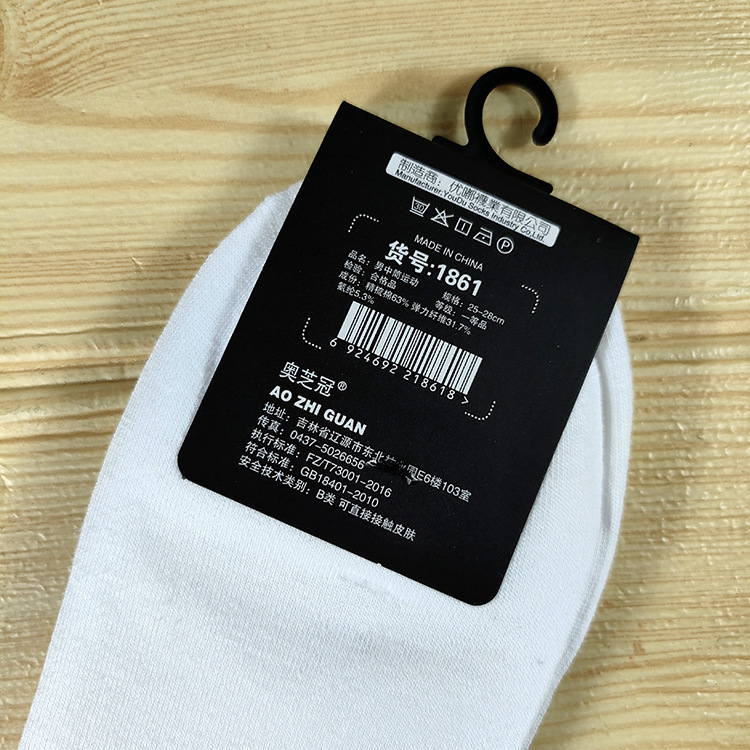 制造商：优嘟襪業有限公司
Manufacturer:YouDu Socks Industry Co.Ltd.
MADE IN CHINA
货号:1861
品名：男中筒运动 规格：25-28cm
检验：合格品 等级：一等品
成份：精梳棉63% 弹力纤维31.7%
氨纶5.3%
6 924692 218618 >
奥芝冠®
AO ZHI GUAN
地址：吉林省辽源市东北 园E6楼103室
传真：0437-5026656
执行标准：FZ/T73001-2016
符合标准：GB18401-2010
安全技术类别：B类 可直接接触皮肤